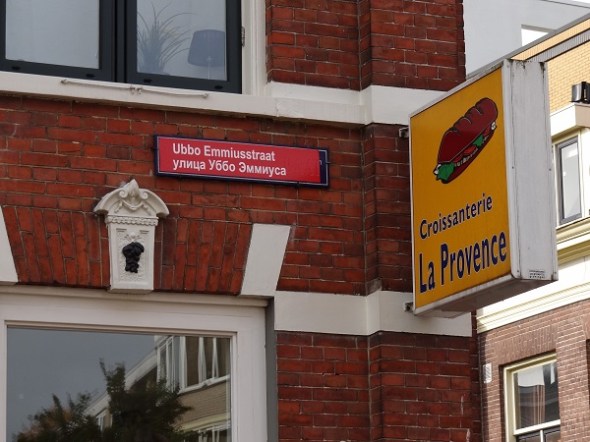 Ubbo Emmiusstraat
улица Уббо Эммиуса
Croissanterie
La Provence